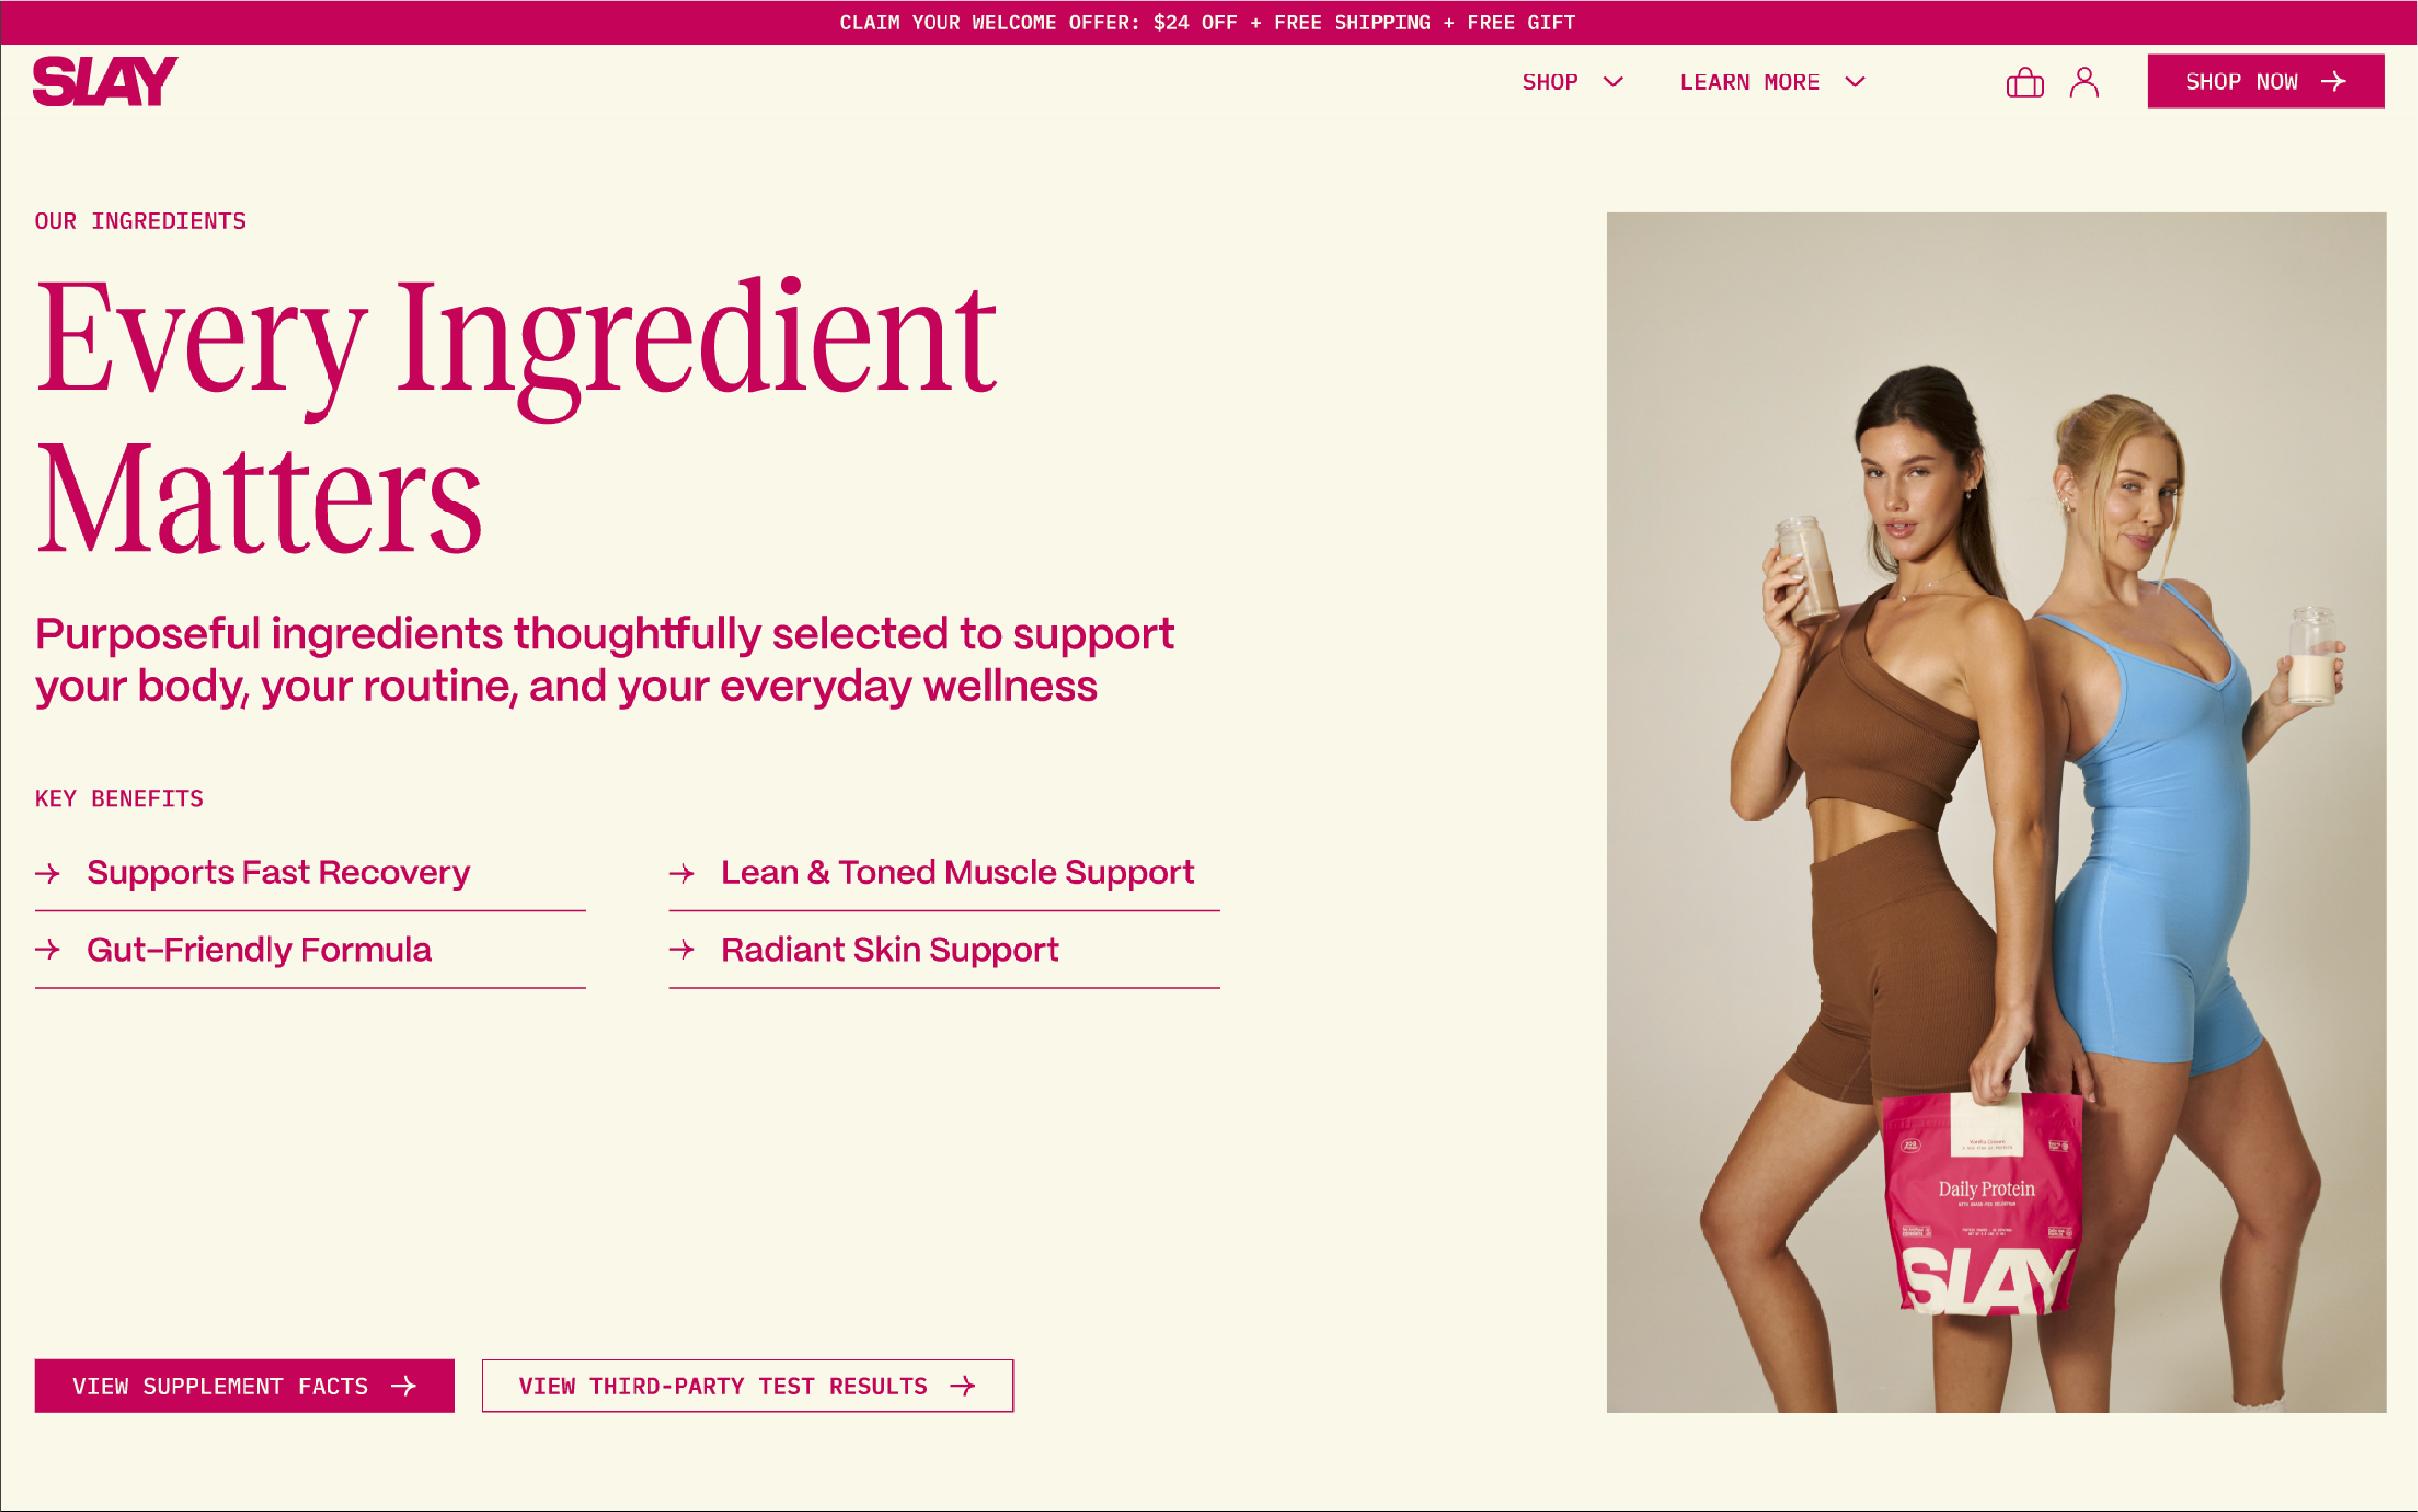 CLAIM YOUR WELCOME OFFER: $24 OFF + FREE SHIPPING + FREE GIFT
SLAY
SHOP
LEARN MORE
SHOP NOW
OUR INGREDIENTS
Every Ingredient
Matters
Purposeful ingredients thoughtfully selected to support
your body, your routine, and your everyday wellness
KEY BENEFITS
Supports Fast Recovery
Lean & Toned Muscle Support
Gut-Friendly Formula
Radiant Skin Support
VIEW SUPPLEMENT FACTS
VIEW THIRD-PARTY TEST RESULTS
Daily Protein
SLAY